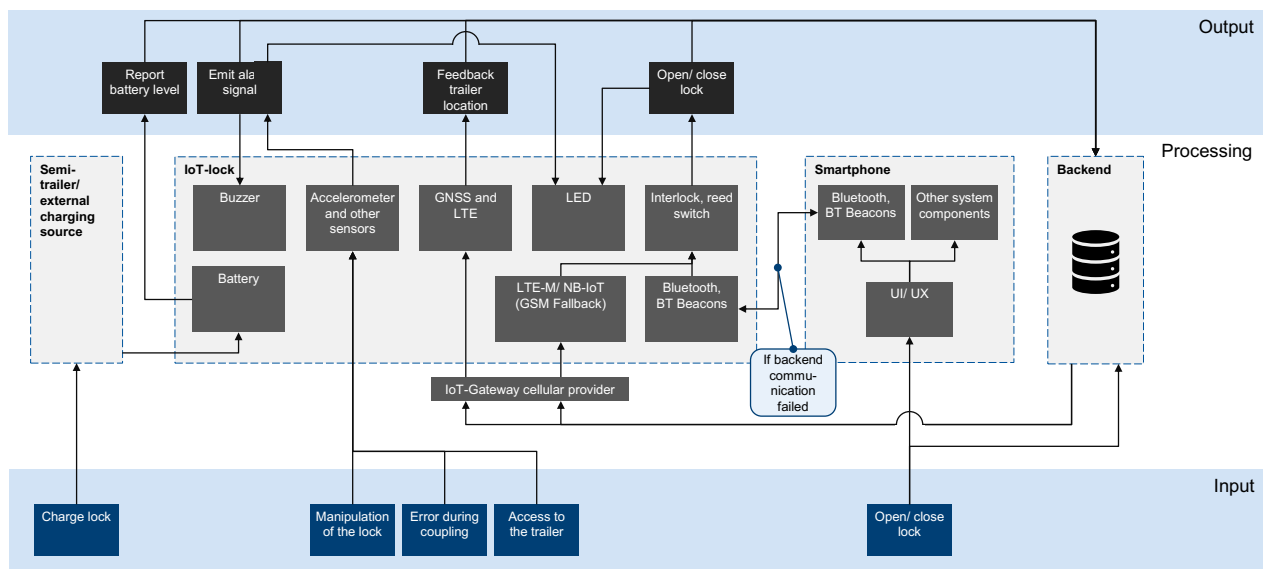 Output
Report
battery level
Emit ala
signal
Feedback
trailer
location
Open/ close
lock
Processing
Semi-
trailer/
external
charging
source
IoT-lock
Buzzer
Accelerometer
and other
sensors
GNSS and
LTE
LED
Interlock, reed
switch
Battery
LTE-M/ NB-IoT
(GSM Fallback)
Bluetooth,
BT Beacons
Smartphone
Bluetooth,
BT Beacons
Other system
components
UI/ UX
Backend
If backend
commu-
nication
failed
IoT-Gateway cellular provider
Input
Charge lock
Manipulation
of the lock
Error during
coupling
Access to
the trailer
Open/ close
lock